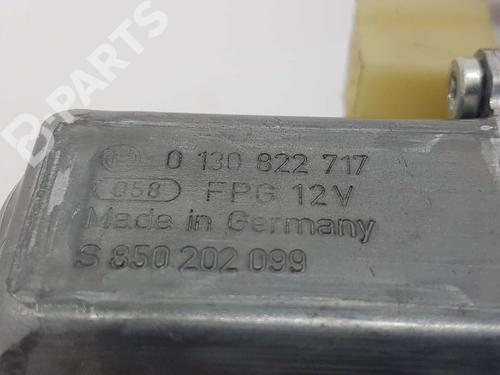 B-PARTS
0 130 822 717
058 FPG 12V
Made in Germany
S 850 202 099